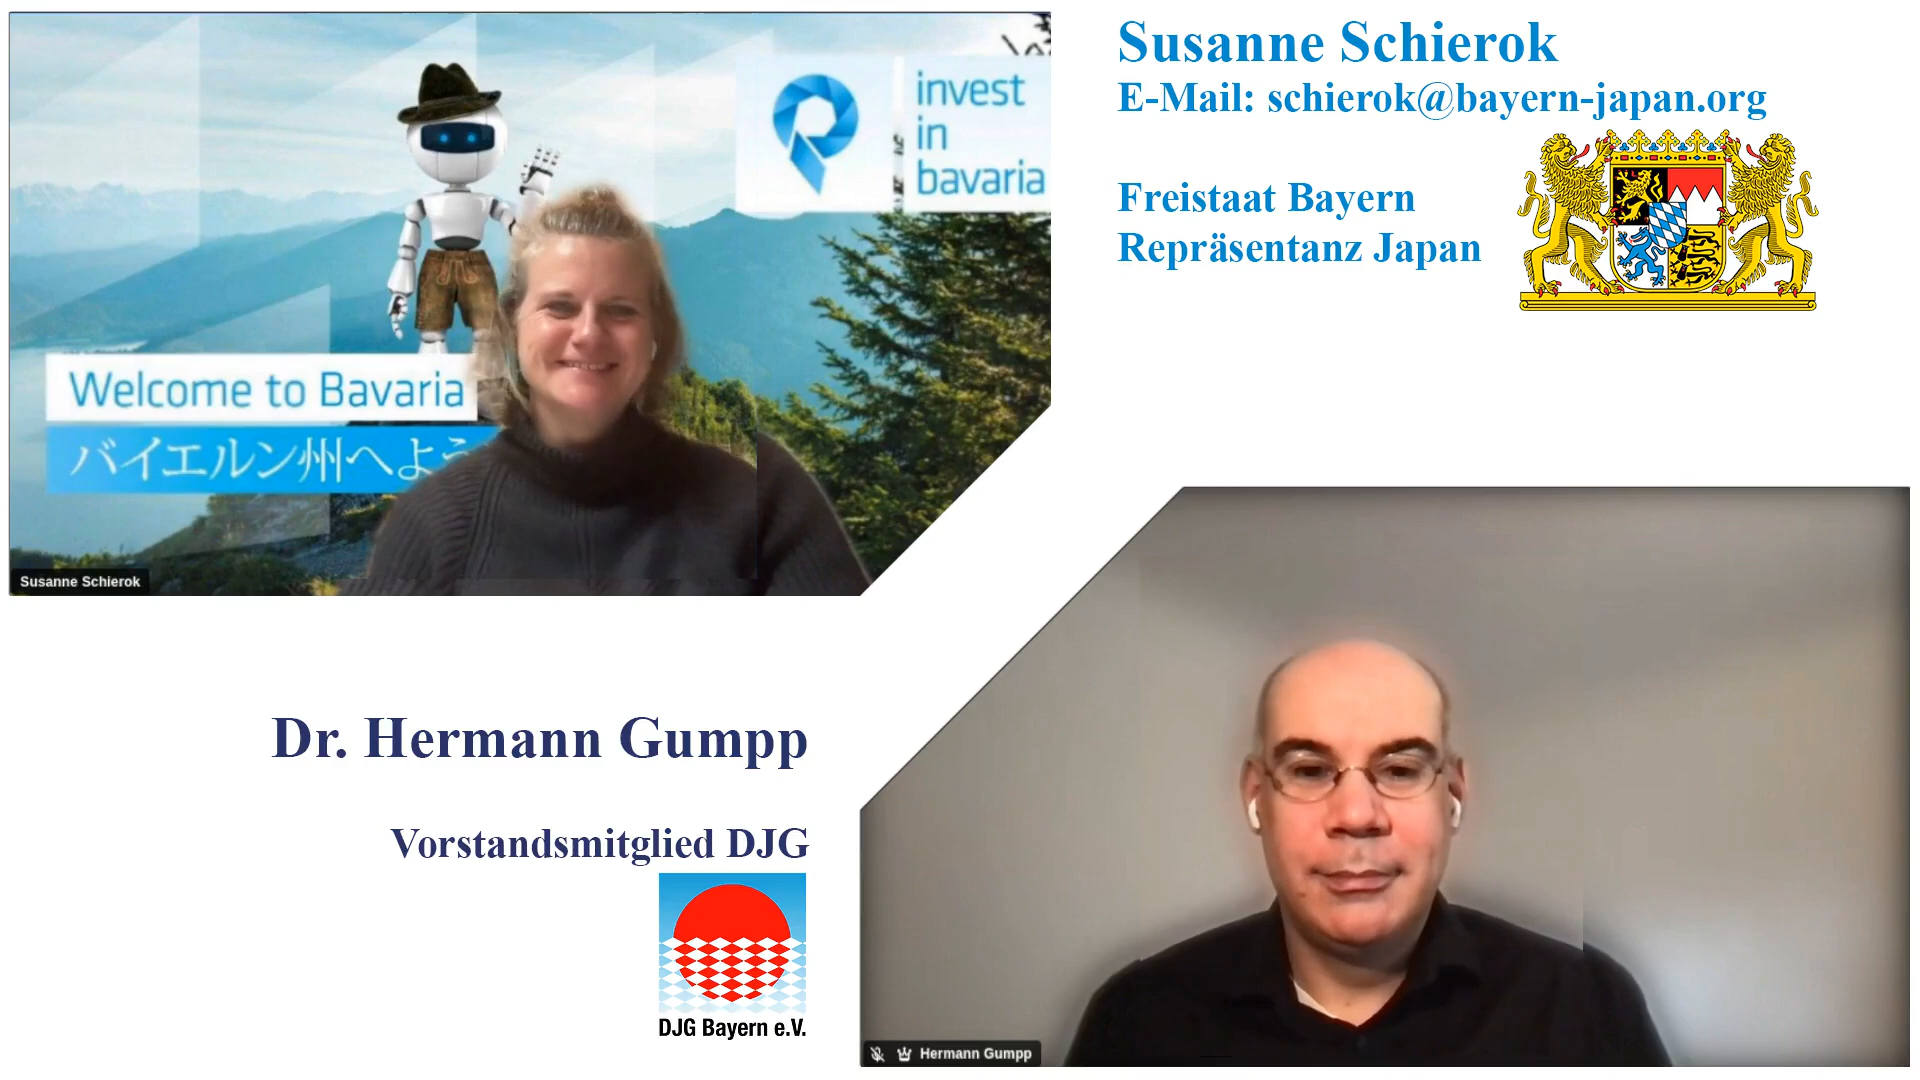 Susanne Schierok
E-Mail: schierok@bayern-japan.org
Freistaat Bayern
Repräsentanz Japan
invest
in
bavaria
Welcome to Bavaria
バイエルン州へよう
Susanne Schierok
Dr. Hermann Gumpp
Vorstandsmitglied DJG
DJG Bayern e.V.
Hermann Gumpp